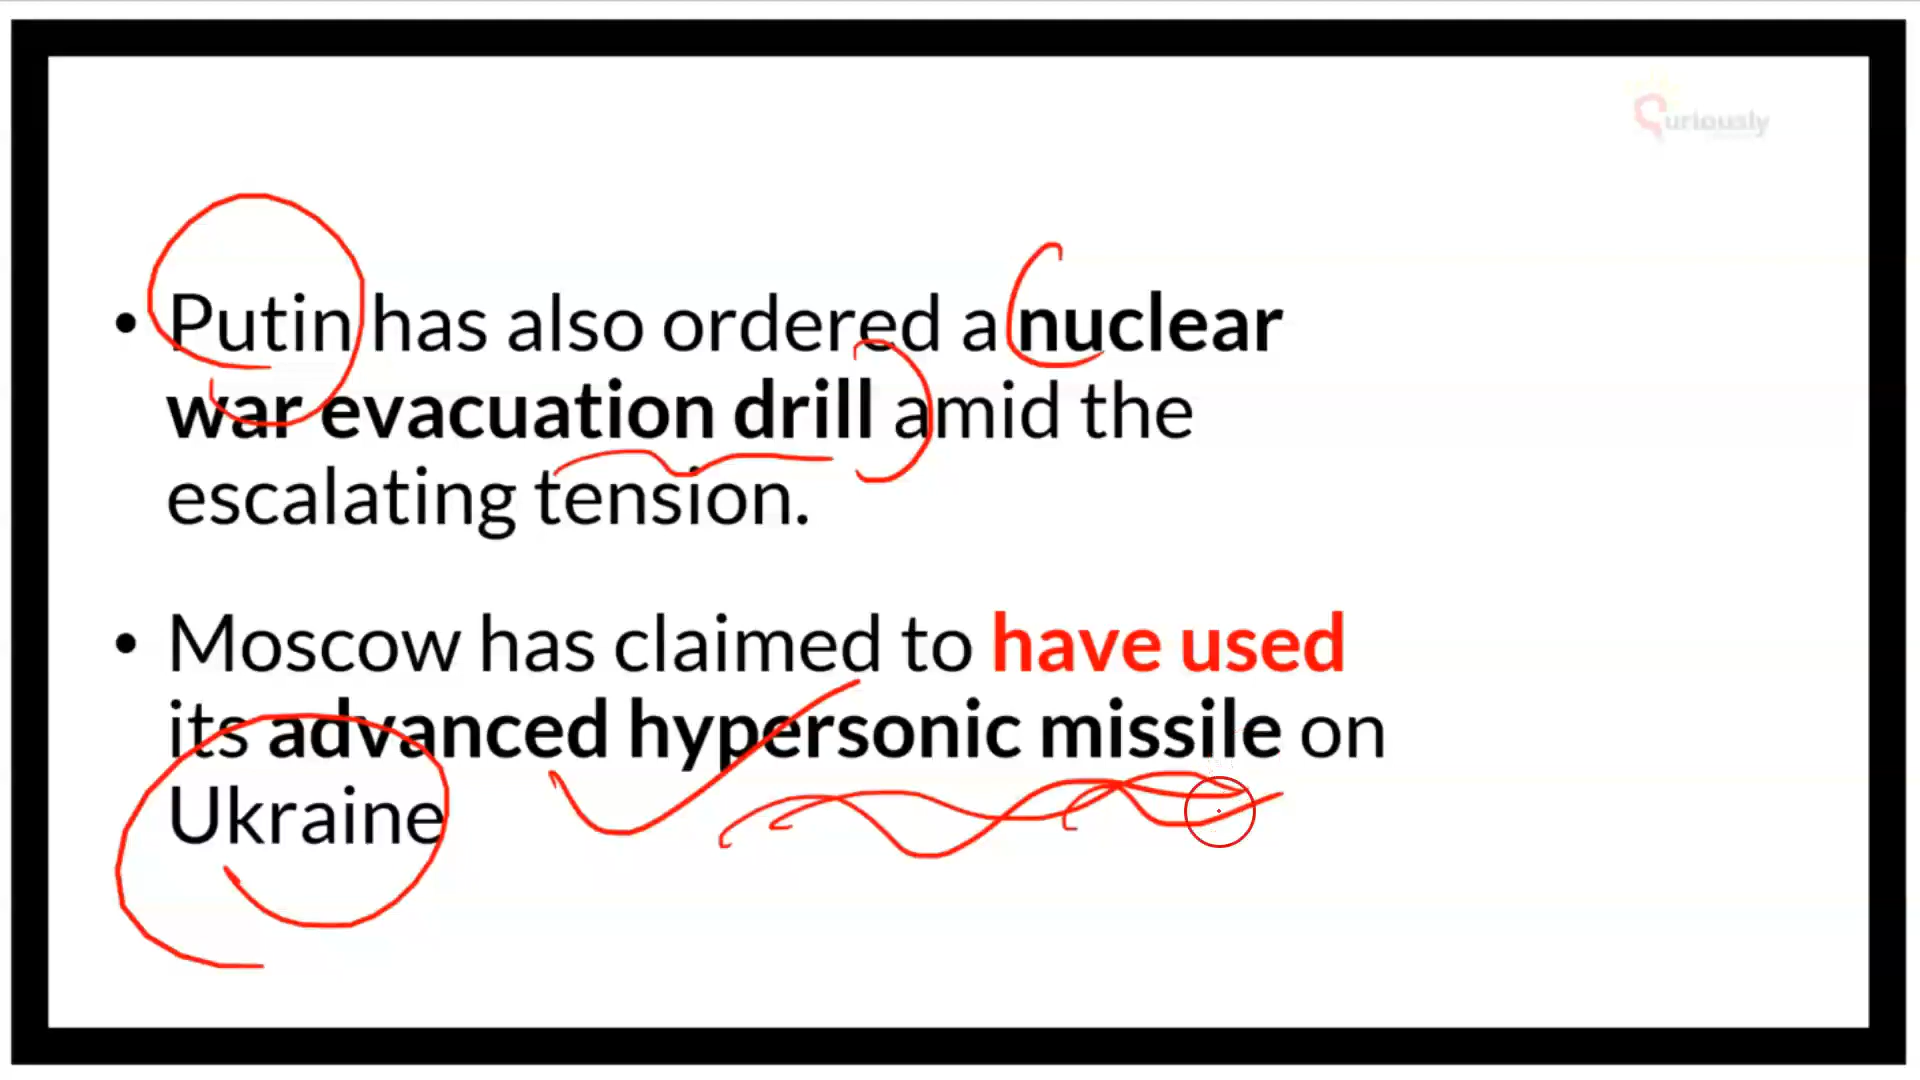 Curiously
• Putin has also ordered a nuclear
war evacuation drill amid the
escalating tension.
• Moscow has claimed to have used
its advanced hypersonic missile on
Ukraine